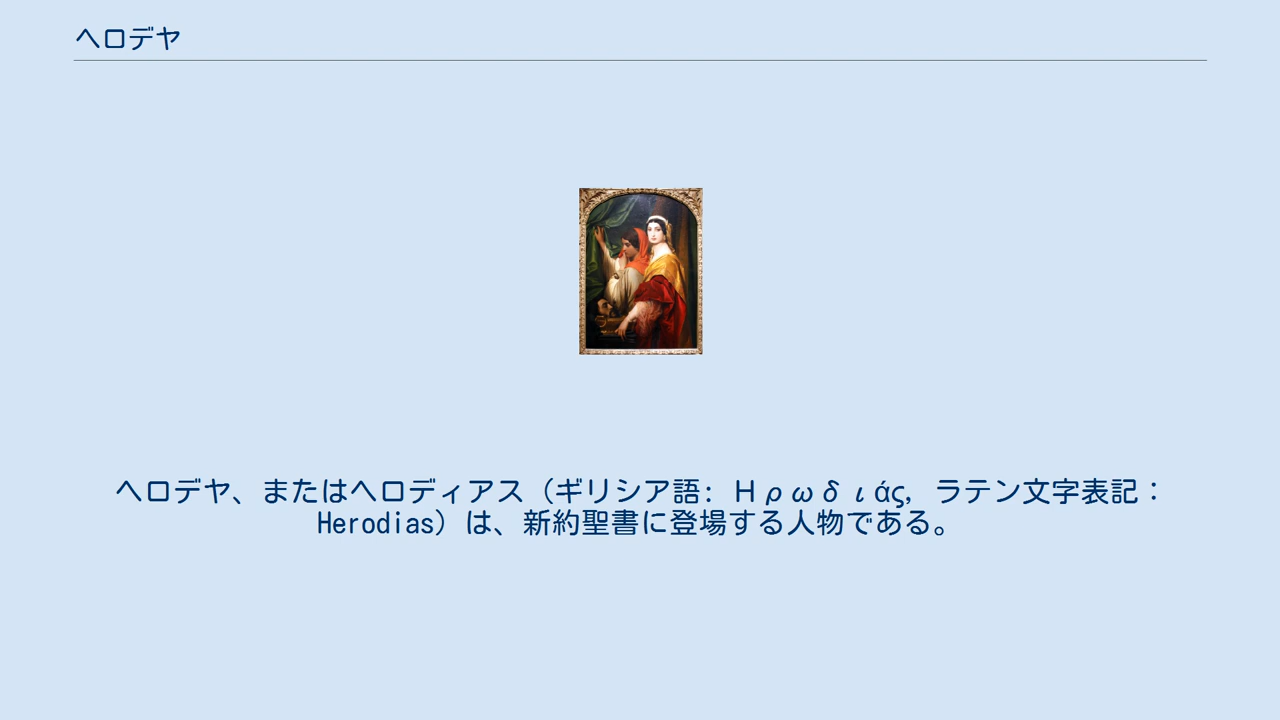 ヘロデヤ
ヘロデヤ、またはヘロディアス（ギリシア語: Ηρωδιάς, ラテン文字表記：
Herodias）は、新約聖書に登場する人物である。